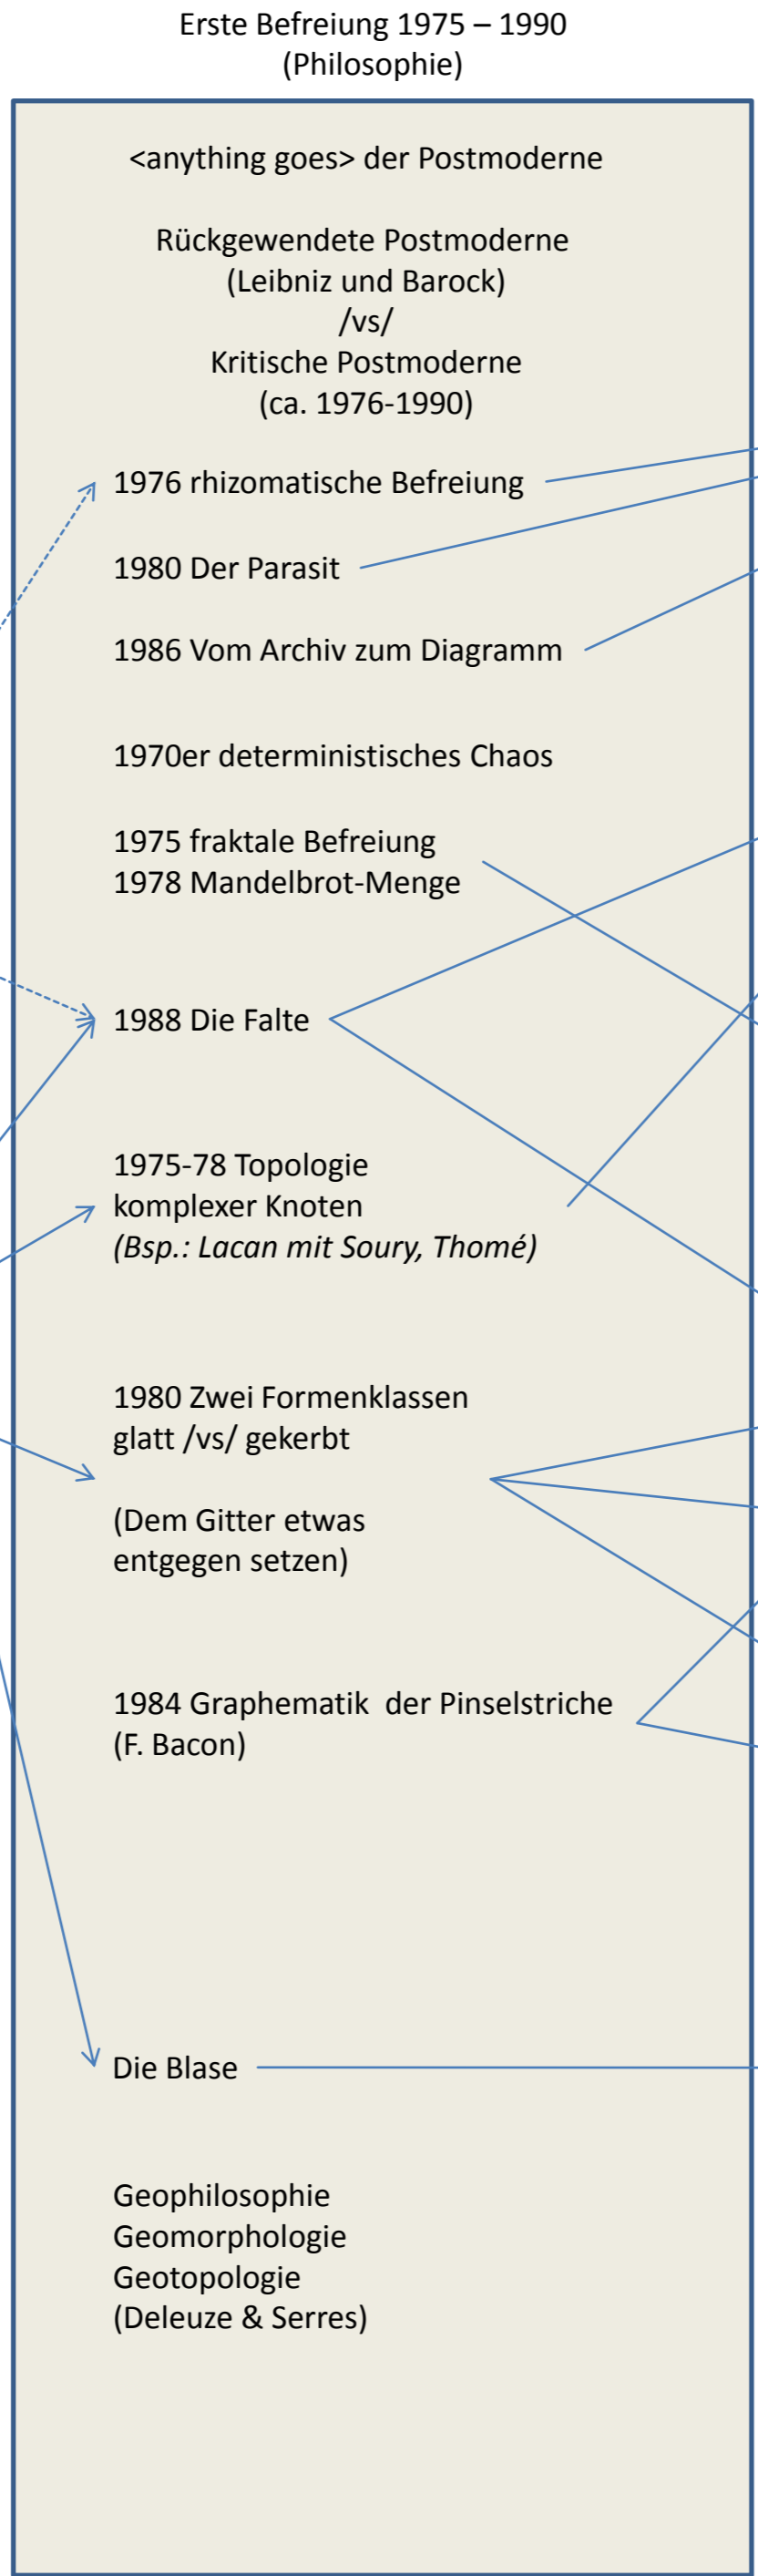 Erste Befreiung 1975 – 1990
(Philosophie)
<anything goes> der Postmoderne
Rückgewendete Postmoderne
(Leibniz und Barock)
/vs/
Kritische Postmoderne
(ca. 1976-1990)
1976 rhizomatische Befreiung
1980 Der Parasit
1986 Vom Archiv zum Diagramm
1970er deterministisches Chaos
1975 fraktale Befreiung
1978 Mandelbrot-Menge
1988 Die Falte
1975-78 Topologie
komplexer Knoten
(Bsp.: Lacan mit Soury, Thomé)
1980 Zwei Formenklassen
glatt /vs/ gekerbt
(Dem Gitter etwas
entgegen setzen)
1984 Graphematik  der Pinselstriche
(F. Bacon)
Die Blase
Geophilosophie
Geomorphologie
Geotopologie
(Deleuze & Serres)